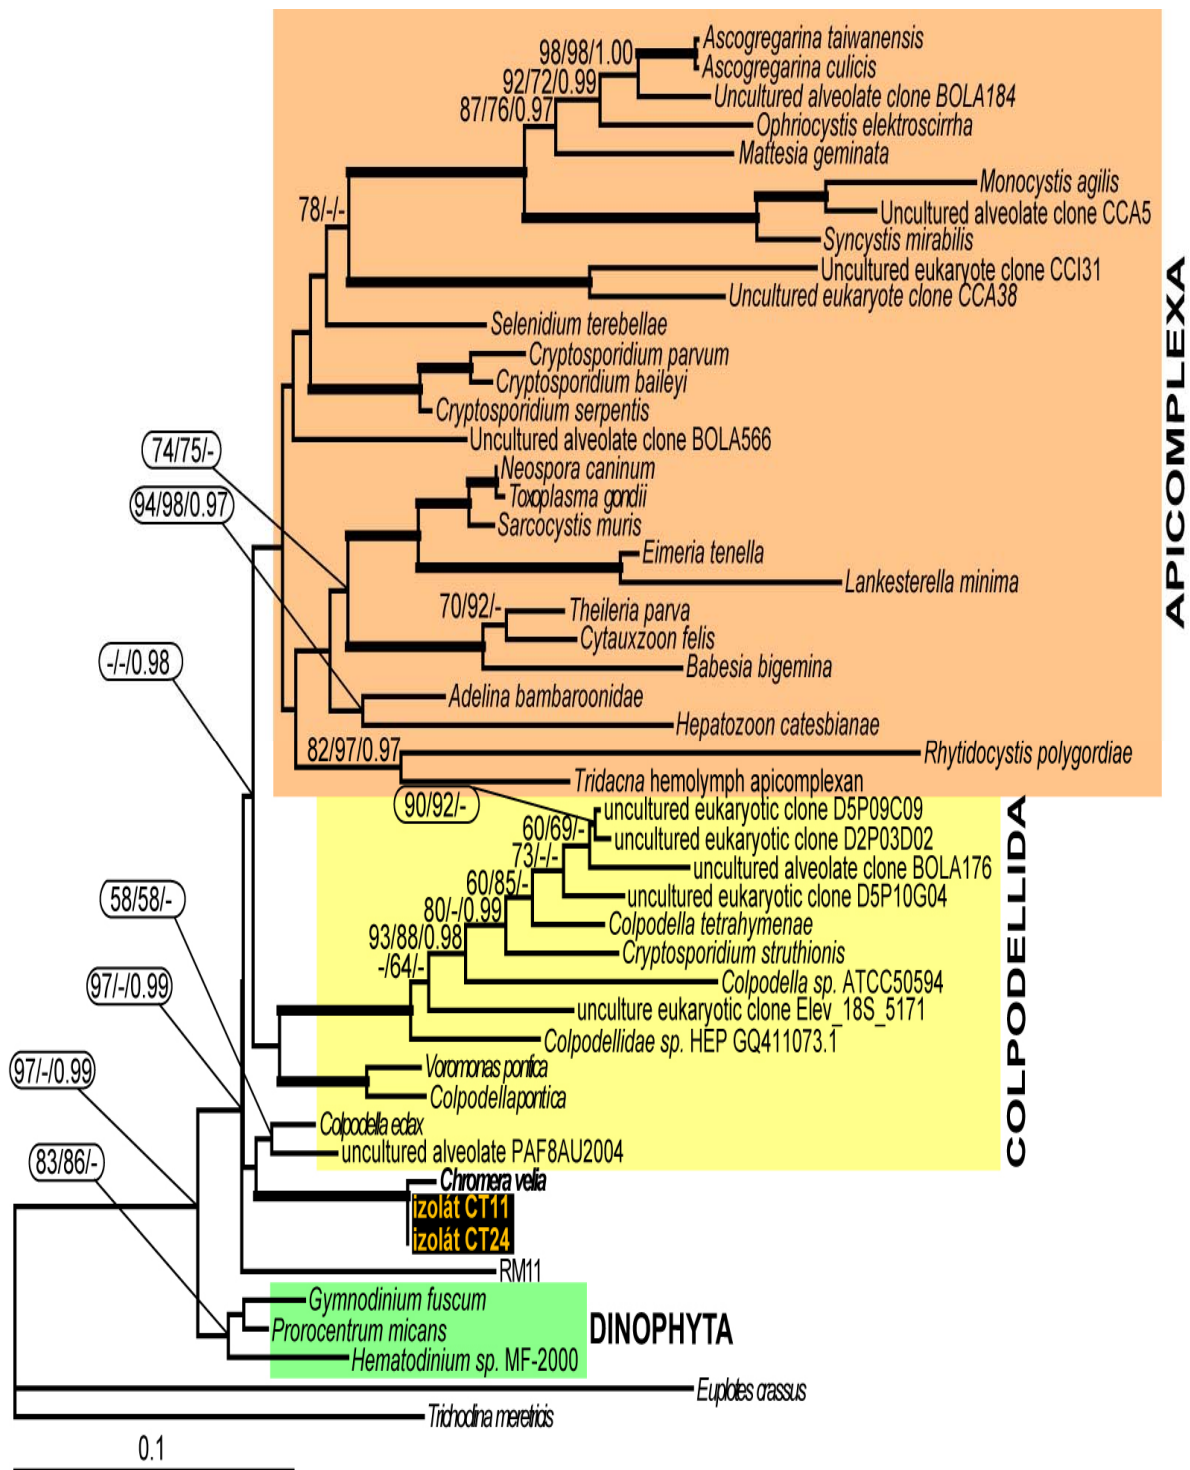 Ascogregarina taiwanensis
98/98/1.00
Ascogregarina culicis
92/72/0.99
Uncultured alveolate clone BOLA184
87/76/0.97
Ophriocystis elektroscirrha
Mattesia geminata
Monocystis agilis
78/-/-
Uncultured alveolate clone CCA5
Syncystis mirabilis
Uncultured eukaryote clone CCI31
Uncultured eukaryote clone CCA38
Selenidium terebellae
Cryptosporidium parvum
Cryptosporidium baileyi
Cryptosporidium serpentis
Uncultured alveolate clone BOLA566
74/75/-
Neospora caninum
Toxoplasma gondii
94/98/0.97
Sarcocystis muris
Eimeria tenella
Lankesterella minima
70/92/-
Theileria parva
Cytauxzoon felis
-/-/0.98
Babesia bigemina
Adelina bambaroonidae
Hepatozoon catesbianae
82/97/0.97
Rhytidocystis polygordiae
Tridacna hemolymph apicomplexan
APICOMPLEXA
90/92/-
uncultured eukaryotic clone D5P09C09
60/69/-
uncultured eukaryotic clone D2P03D02
73/-/-
uncultured alveolate clone BOLA176
60/85/-
uncultured eukaryotic clone D5P10G04
58/58/-
80/-/0.99
Colpodella tetrahymenae
93/88/0.98
Cryptosporidium struthionis
-/64/-
Colpodella sp. ATCC50594
97/-/0.99
unculture eukaryotic clone Elev_18S_5171
Colpodellidae sp. HEP GQ411073.1
Voromonas pontica
97/-/0.99
Colpodellapontica
Colpodella edax
uncultured alveolate PAF8AU2004
COLPODELLIDA
83/86/-
Chromera velia
izolát CT11
izolát CT24
RM11
Gymnodinium fuscum
Prorocentrum micans
DINOPHYTA
Hematodinium sp. MF-2000
Euplotes crassus
Trichodina meretricis
0.1